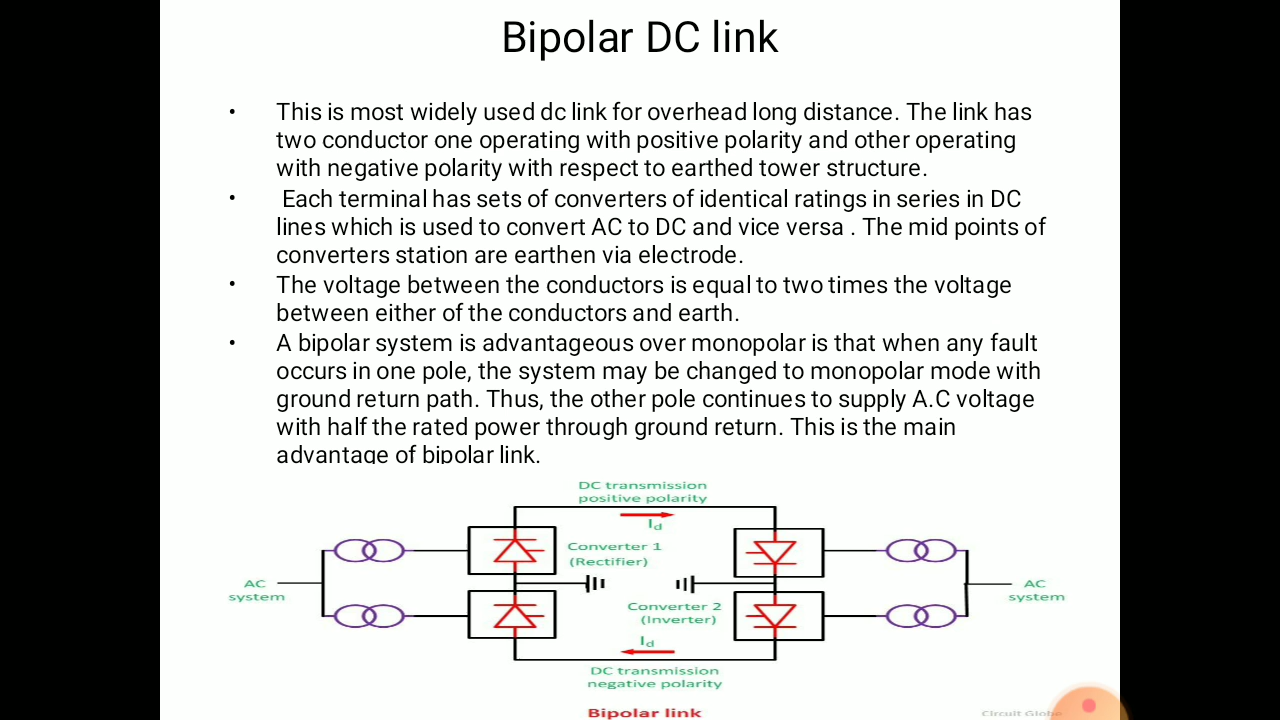 Bipolar DC link
• This is most widely used dc link for overhead long distance. The link has
two conductor one operating with positive polarity and other operating
with negative polarity with respect to earthed tower structure.
• Each terminal has sets of converters of identical ratings in series in DC
lines which is used to convert AC to DC and vice versa . The mid points of
converters station are earthen via electrode.
• The voltage between the conductors is equal to two times the voltage
between either of the conductors and earth.
• A bipolar system is advantageous over monopolar is that when any fault
occurs in one pole, the system may be changed to monopolar mode with
ground return path. Thus, the other pole continues to supply A.C voltage
with half the rated power through ground return. This is the main
advantage of bipolar link.
DC transmission
positive polarity
Id
Converter 1
(Rectifier)
AC
system
AC
system
Converter 2
(Inverter)
Id
DC transmission
negative polarity
Bipolar link
Circuit Globe